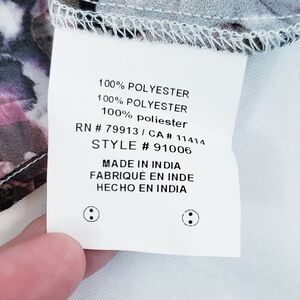 100% POLYESTER
100% POLYESTER
100% poliester
RN # 79913 / CA # 11414
STYLE # 91006
MADE IN INDIA
FABRIQUÉ EN INDE
HECHO EN INDIA